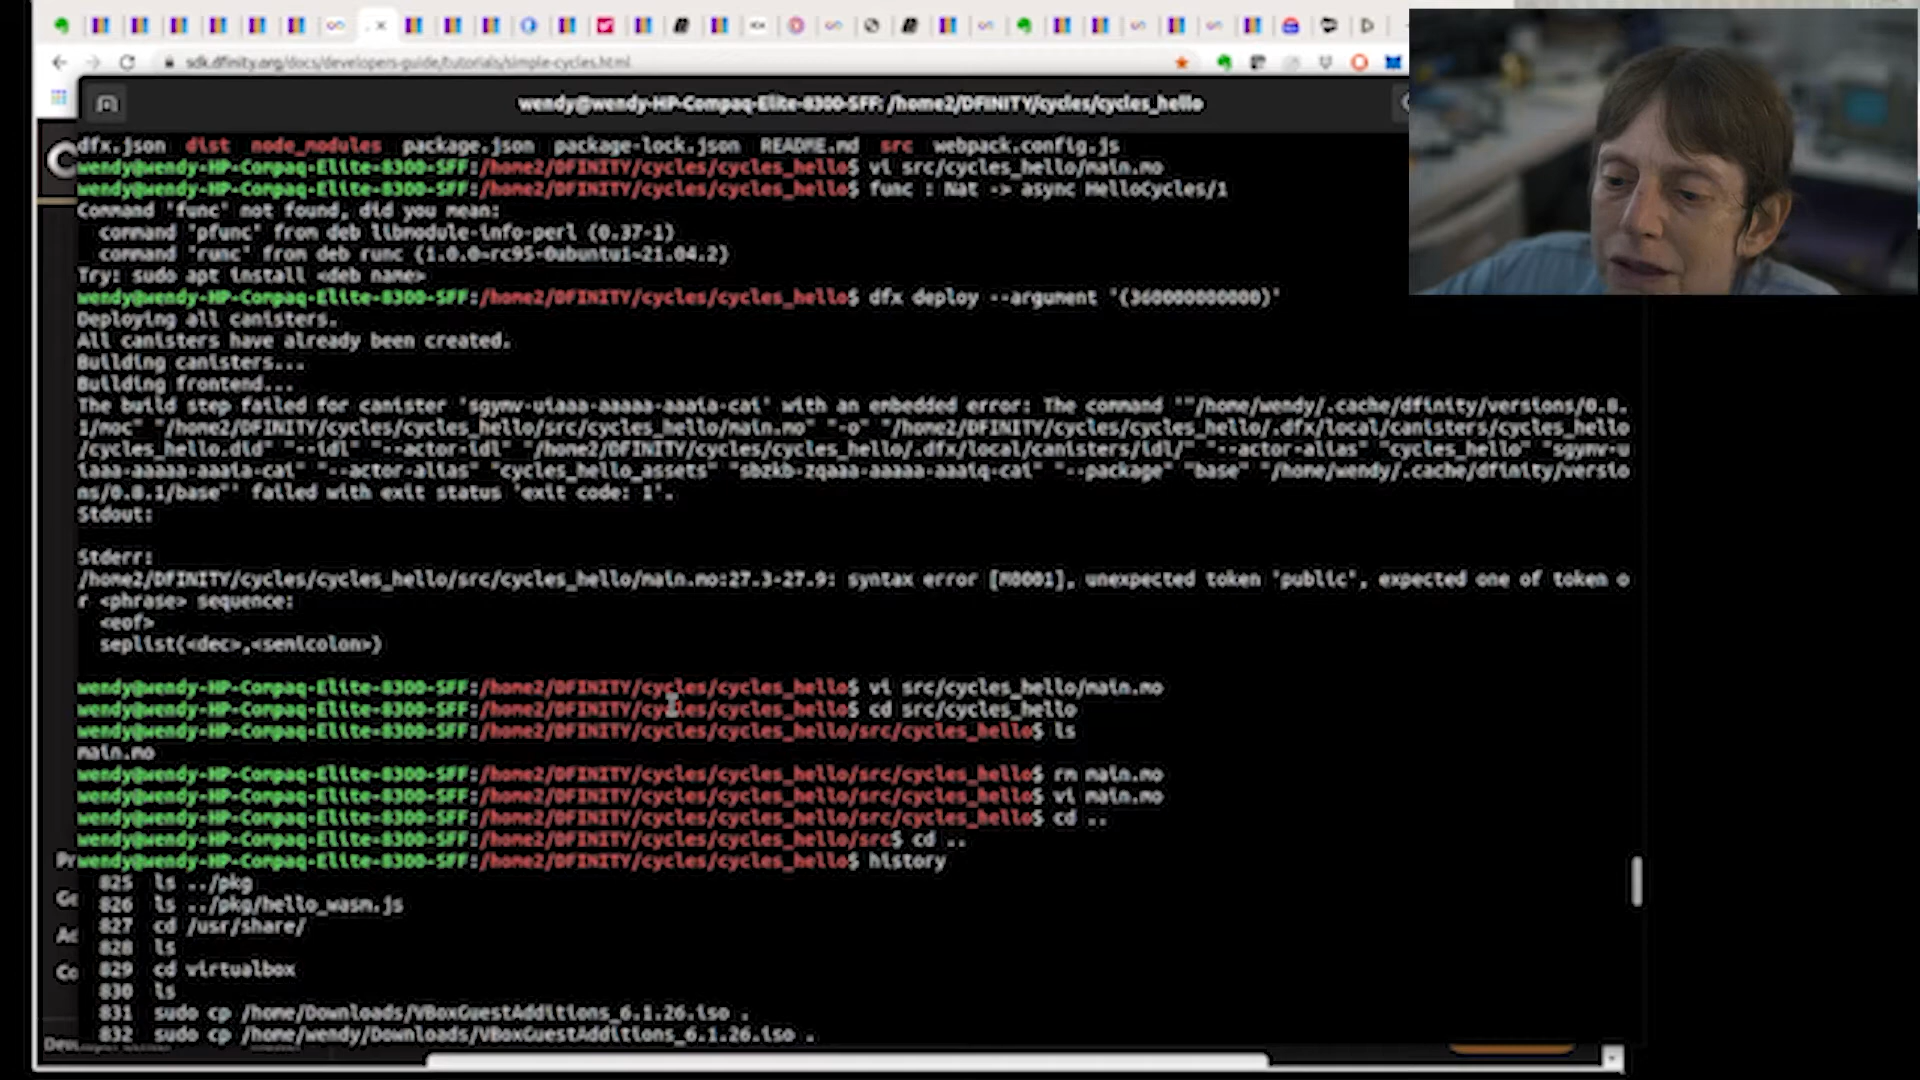 sdk.dfinity.org/docs/developers-guide/tutorials/simple-cycles.html
wendy@wendy-HP-Compaq-Elite-8300-SFF: /home2/DFINITY/cycles/cycles_hello
dfx.json dist node_modules package.json package-lock.json README.md src webpack.config.js
wendy@wendy-HP-Compaq-Elite-8300-SFF:/home2/DFINITY/cycles/cycles_hello$ vi src/cycles_hello/main.mo
wendy@wendy-HP-Compaq-Elite-8300-SFF:/home2/DFINITY/cycles/cycles_hello$ func : Nat -> async HelloCycles/1
Command 'func' not found, did you mean:
command 'pfunc' from deb libmodule-info-perl (0.37-1)
command 'runc' from deb runc (1.0.0~rc95-0ubuntu1~21.04.2)
Try: sudo apt install <deb name>
wendy@wendy-HP-Compaq-Elite-8300-SFF:/home2/DFINITY/cycles/cycles_hello$ dfx deploy --argument '(360000000000)'
Deploying all canisters.
All canisters have already been created.
Building canisters...
Building frontend...
The build step failed for canister 'sgymv-uiaaa-aaaaa-aaaia-cai' with an embedded error: The command '"/home/wendy/.cache/dfinity/versions/0.8.
1/moc" "/home2/DFINITY/cycles/cycles_hello/src/cycles_hello/main.mo" "-o" "/home2/DFINITY/cycles/cycles_hello/.dfx/local/canisters/cycles_hello
/cycles_hello.did" "--idl" "--actor-idl" "/home2/DFINITY/cycles/cycles_hello/.dfx/local/canisters/idl/" "--actor-alias" "cycles_hello" "sgymv-u
iaaa-aaaaa-aaaia-cai" "--actor-alias" "cycles_hello_assets" "sbzkb-zqaaa-aaaaa-aaaiq-cai" "--package" "base" "/home/wendy/.cache/dfinity/versio
ns/0.8.1/base"' failed with exit status 'exit code: 1'.
Stdout:
Stderr:
/home2/DFINITY/cycles/cycles_hello/src/cycles_hello/main.mo:27.3-27.9: syntax error [M0001], unexpected token 'public', expected one of token o
r <phrase> sequence:
<eof>
seplist(<dec>,<semicolon>)
wendy@wendy-HP-Compaq-Elite-8300-SFF:/home2/DFINITY/cycles/cycles_hello$ vi src/cycles_hello/main.mo
wendy@wendy-HP-Compaq-Elite-8300-SFF:/home2/DFINITY/cycles/cycles_hello$ cd src/cycles_hello
wendy@wendy-HP-Compaq-Elite-8300-SFF:/home2/DFINITY/cycles/cycles_hello/src/cycles_hello$ ls
main.mo
wendy@wendy-HP-Compaq-Elite-8300-SFF:/home2/DFINITY/cycles/cycles_hello/src/cycles_hello$ rm main.mo
wendy@wendy-HP-Compaq-Elite-8300-SFF:/home2/DFINITY/cycles/cycles_hello/src/cycles_hello$ vi main.mo
wendy@wendy-HP-Compaq-Elite-8300-SFF:/home2/DFINITY/cycles/cycles_hello/src/cycles_hello$ cd ..
wendy@wendy-HP-Compaq-Elite-8300-SFF:/home2/DFINITY/cycles/cycles_hello/src$ cd ..
wendy@wendy-HP-Compaq-Elite-8300-SFF:/home2/DFINITY/cycles/cycles_hello$ history
825 ls ../pkg
826 ls ../pkg/hello_wasm.js
827 cd /usr/share/
828 ls
829 cd virtualbox
830 ls
831 sudo cp /home/Downloads/VBoxGuestAdditions_6.1.26.iso .
832 sudo cp /home/wendy/Downloads/VBoxGuestAdditions_6.1.26.iso .